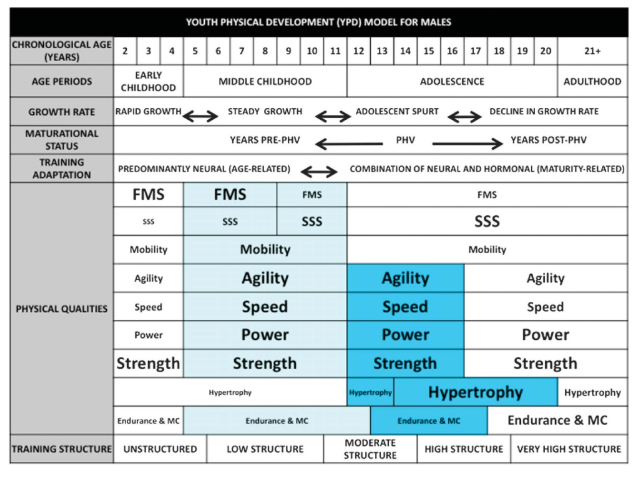 YOUTH PHYSICAL DEVELOPMENT (YPD) MODEL FOR MALES
CHRONOLOGICAL AGE (YEARS) 2 3 4 5 6 7 8 9 10 11 12 13 14 15 16 17 18 19 20 21+
AGE PERIODS EARLY CHILDHOOD MIDDLE CHILDHOOD ADOLESCENCE ADULTHOOD
GROWTH RATE RAPID GROWTH STEADY GROWTH ADOLESCENT SPURT DECLINE IN GROWTH RATE
MATURATIONAL STATUS YEARS PRE-PHV PHV YEARS POST-PHV
TRAINING ADAPTATION PREDOMINANTLY NEURAL (AGE-RELATED) COMBINATION OF NEURAL AND HORMONAL (MATURITY-RELATED)
PHYSICAL QUALITIES
FMS FMS FMS FMS
SSS SSS SSS SSS
Mobility Mobility Mobility
Agility Agility Agility Agility
Speed Speed Speed Speed
Power Power Power Power
Strength Strength Strength Strength
Hypertrophy Hypertrophy Hypertrophy Hypertrophy
Endurance & MC Endurance & MC Endurance & MC Endurance & MC
TRAINING STRUCTURE UNSTRUCTURED LOW STRUCTURE MODERATE STRUCTURE HIGH STRUCTURE VERY HIGH STRUCTURE